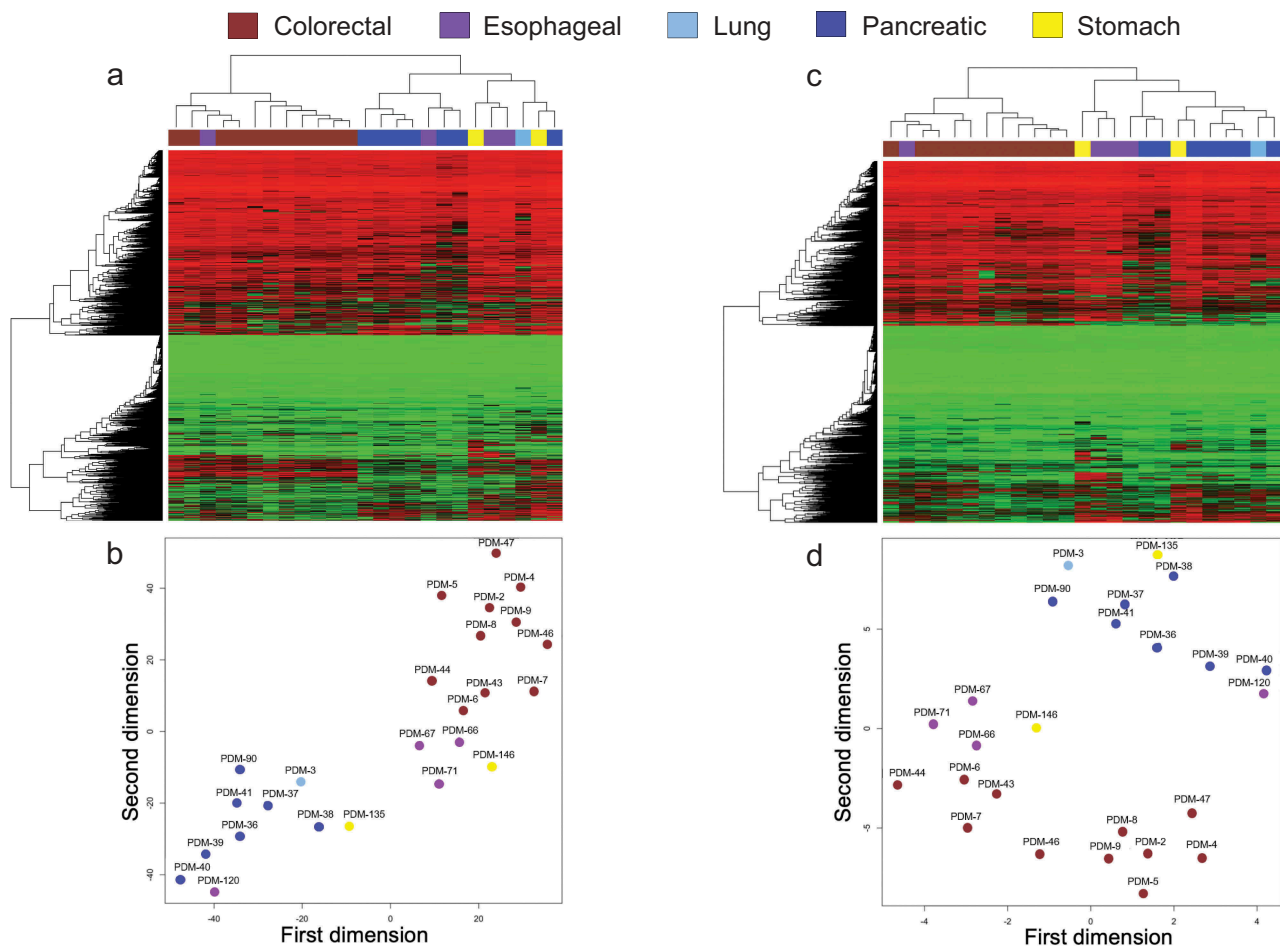 Colorectal Esophageal Lung Pancreatic Stomach
a
c
b
PDM-47
PDM-5
PDM-4
PDM-2
PDM-9
PDM-8
PDM-46
PDM-44
PDM-43
PDM-7
PDM-6
PDM-67
PDM-66
PDM-146
PDM-71
PDM-90
PDM-3
PDM-41
PDM-37
PDM-38
PDM-135
PDM-36
PDM-39
PDM-40
PDM-120
40
20
0
-20
-40
Second dimension
-40 -20 0 20
First dimension
d
PDM-3
PDM-135
PDM-38
PDM-90
PDM-37
PDM-41
PDM-36
PDM-39
PDM-40
PDM-120
PDM-67
PDM-71
PDM-146
PDM-66
PDM-6
PDM-44
PDM-43
PDM-47
PDM-7
PDM-8
PDM-46
PDM-9
PDM-2
PDM-4
PDM-5
5
0
-5
Second dimension
-4 -2 0 2 4
First dimension